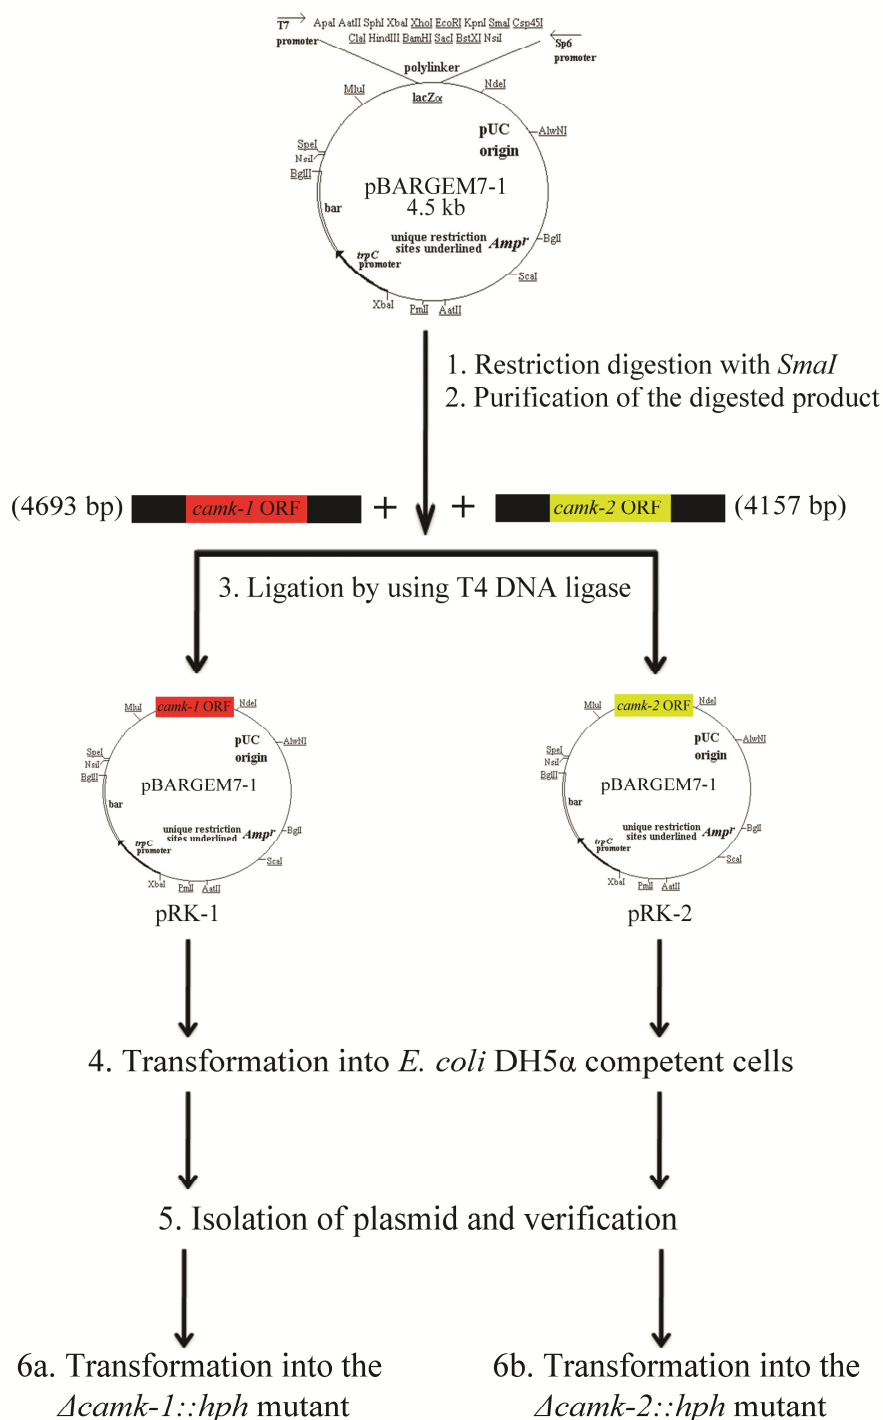 T7 promoter
ApaI AatII SphI XbaI XhoI EcoRI KpnI SmaI Csp45I
ClaI HindIII BamHI SacI BstXI NsiI
Sp6 promoter
polylinker
lacZα
MluI
NdeI
SpeI
NsiI
BglII
AlwNI
pUC
origin
pBARGEM7-1
4.5 kb
bar
unique restriction
sites underlined
Ampʳ
BglI
trpC
promoter
ScaI
XbaI
PmlI
AatII
1. Restriction digestion with SmaI
2. Purification of the digested product
(4693 bp)
camk-1 ORF
+
+
camk-2 ORF
(4157 bp)
3. Ligation by using T4 DNA ligase
camk-1 ORF
MluI
NdeI
SpeI
NsiI
BglII
AlwNI
pUC
origin
pBARGEM7-1
bar
unique restriction
sites underlined
Ampʳ
BglI
trpC
promoter
ScaI
XbaI
PmlI
AatII
pRK-1
camk-2 ORF
MluI
NdeI
SpeI
NsiI
BglII
AlwNI
pUC
origin
pBARGEM7-1
bar
unique restriction
sites underlined
Ampʳ
BglI
trpC
promoter
ScaI
XbaI
PmlI
AatII
pRK-2
4. Transformation into E. coli DH5α competent cells
5. Isolation of plasmid and verification
6a. Transformation into the
Δcamk-1::hph mutant
6b. Transformation into the
Δcamk-2::hph mutant